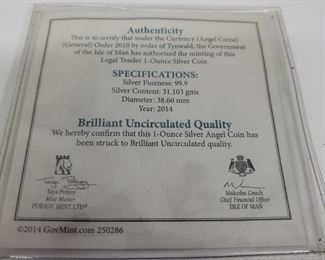 Authenticity
This is to certify that under the Currency (Angel Coins)
(General) Order 2010 by order of Tynwald, the Government
of the Isle of Man has authorized the minting of this
Legal Tender 1-Ounce Silver Coin.
SPECIFICATIONS:
Silver Fineness: 99.9
Silver Content: 31.103 gms
Diameter: 38.60 mm
Year: 2014
Brilliant Uncirculated Quality
We hereby confirm that this 1-Ounce Silver Angel Coin has
been struck to Brilliant Uncirculated quality.
Taya Pobjoy
Mint Master
POBJOY MINT LTD
Malcolm Couch
Chief Financial Officer
ISLE OF MAN
©2014 GovMint.com 250286